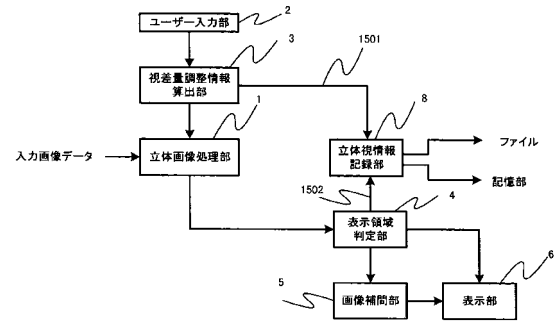 2
ユーザー入力部
3
1501
視差量調整情報
算出部
1
8
入力画像データ
立体画像処理部
立体視情報
記録部
ファイル
記憶部
1502
4
表示領域
判定部
6
5
画像補間部
表示部